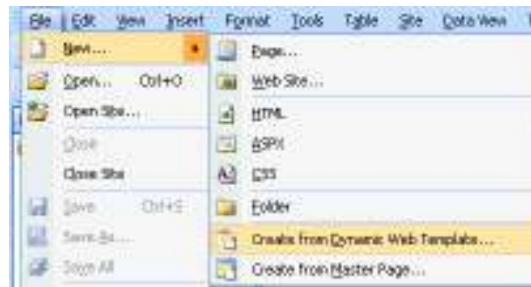 File Edit View Insert Format Tools Table Site Data View
New...
Open... Ctrl+O
Open Site...
Close
Close Site
Save Ctrl+S
Save As...
Save All
Page...
Web Site...
HTML
ASPX
CSS
Folder
Create from Dynamic Web Template...
Create from Master Page...